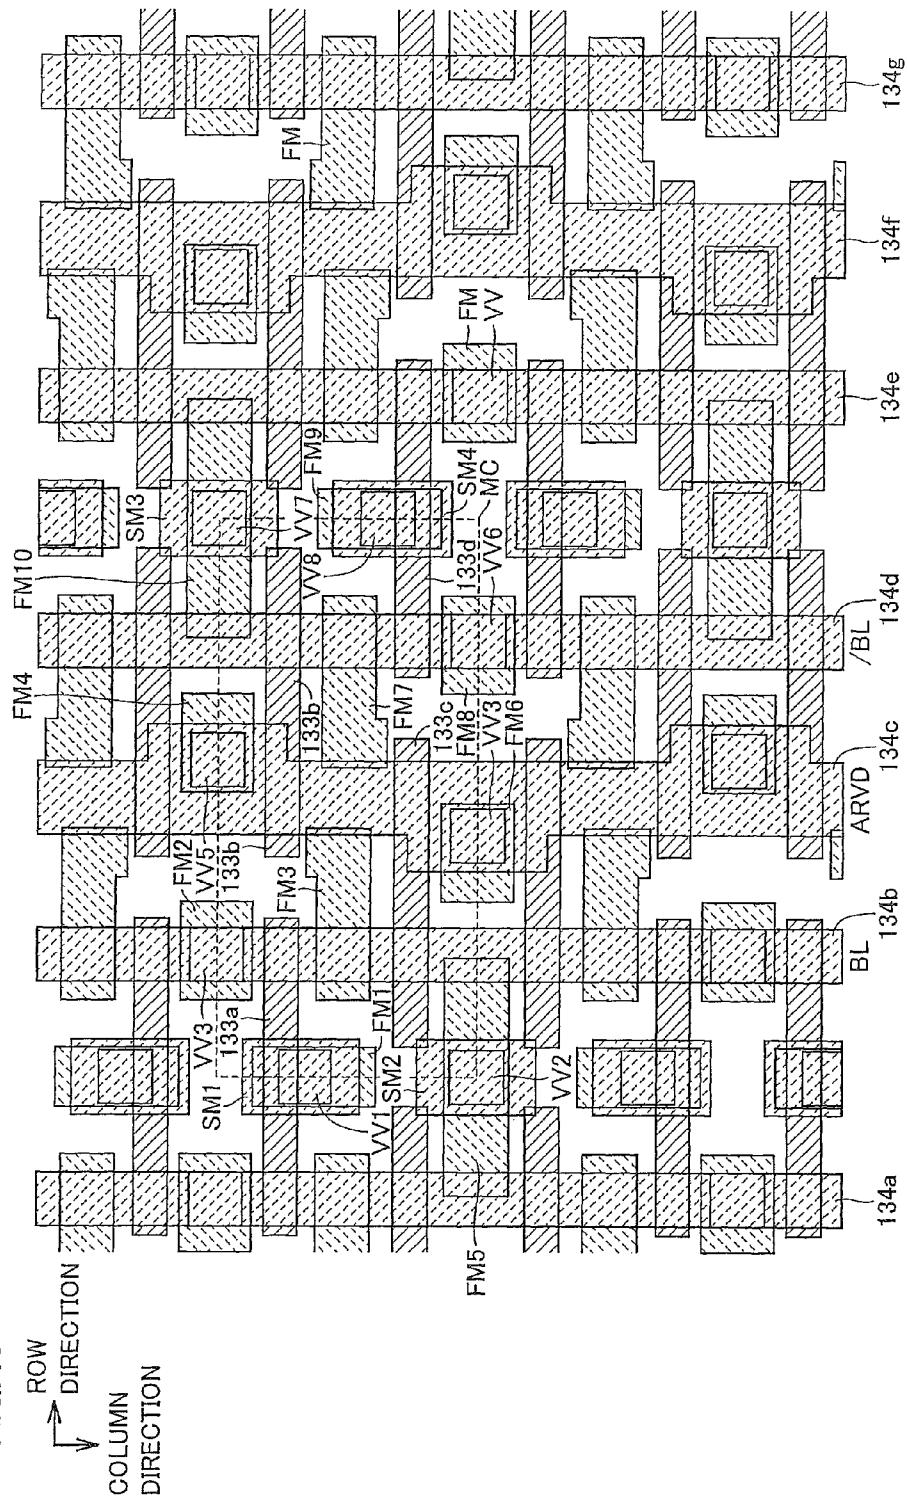 ROW
DIRECTION
COLUMN
DIRECTION
FM4
FM10
SM3
FM2
VV5
133b
VV3
133a
SM1
FM3
FM
133b
VV7
VV8
FM9
FM1
VV1
SM2
FM7
133c
133d
FM8
SM4
MC
VV6
VV3
FM6
FM
VV
FM5
VV2
BL
ARVD
/BL
134a
134b
134c
134d
134e
134f
134g